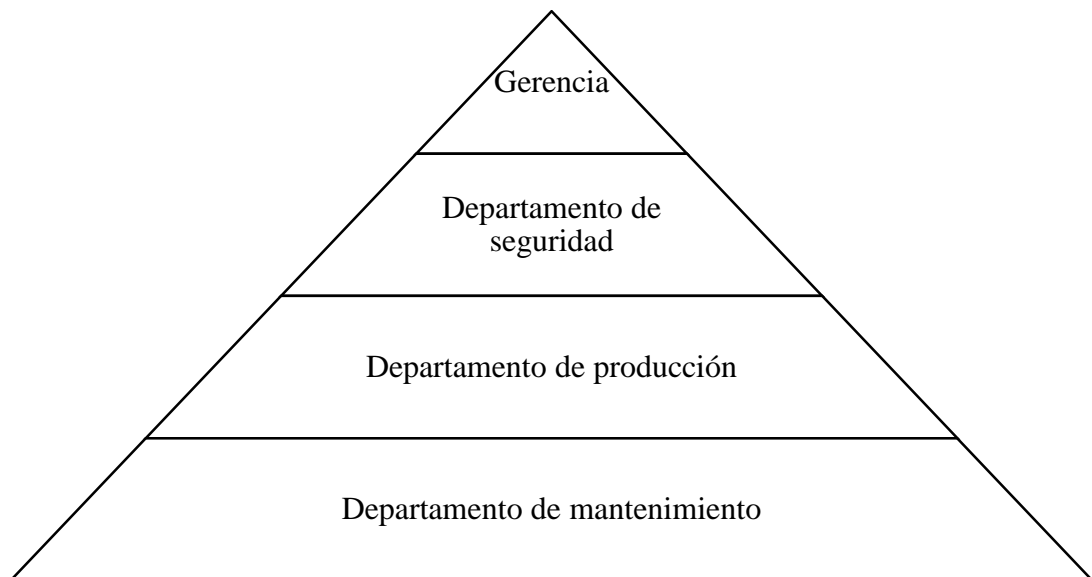 Gerencia
Departamento de
seguridad
Departamento de producción
Departamento de mantenimiento